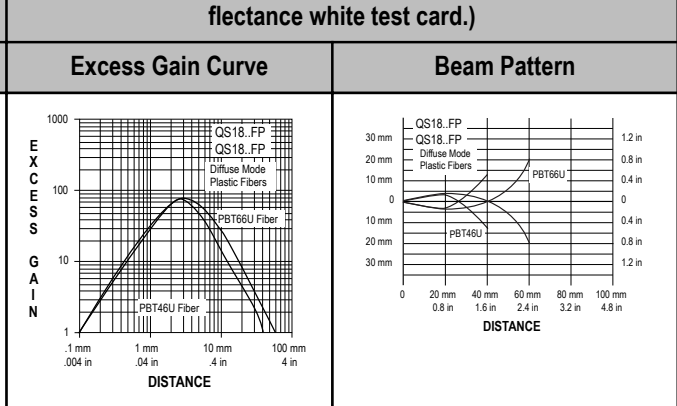 flectance white test card.)
Excess Gain Curve
Beam Pattern
1000
100
10
1
EXCESS GAIN
QS18..FP
QS18..FP
Diffuse Mode
Plastic Fibers
PBT66U Fiber
PBT46U Fiber
.1 mm 1 mm 10 mm 100 mm
.004 in .04 in .4 in 4 in
DISTANCE
30 mm
20 mm
10 mm
0
10 mm
20 mm
30 mm
QS18..FP
QS18..FP
Diffuse Mode
Plastic Fibers
PBT66U
PBT46U
1.2 in
0.8 in
0.4 in
0
0.4 in
0.8 in
1.2 in
0 20 mm 40 mm 60 mm 80 mm 100 mm
0.8 in 1.6 in 2.4 in 3.2 in 4.8 in
DISTANCE